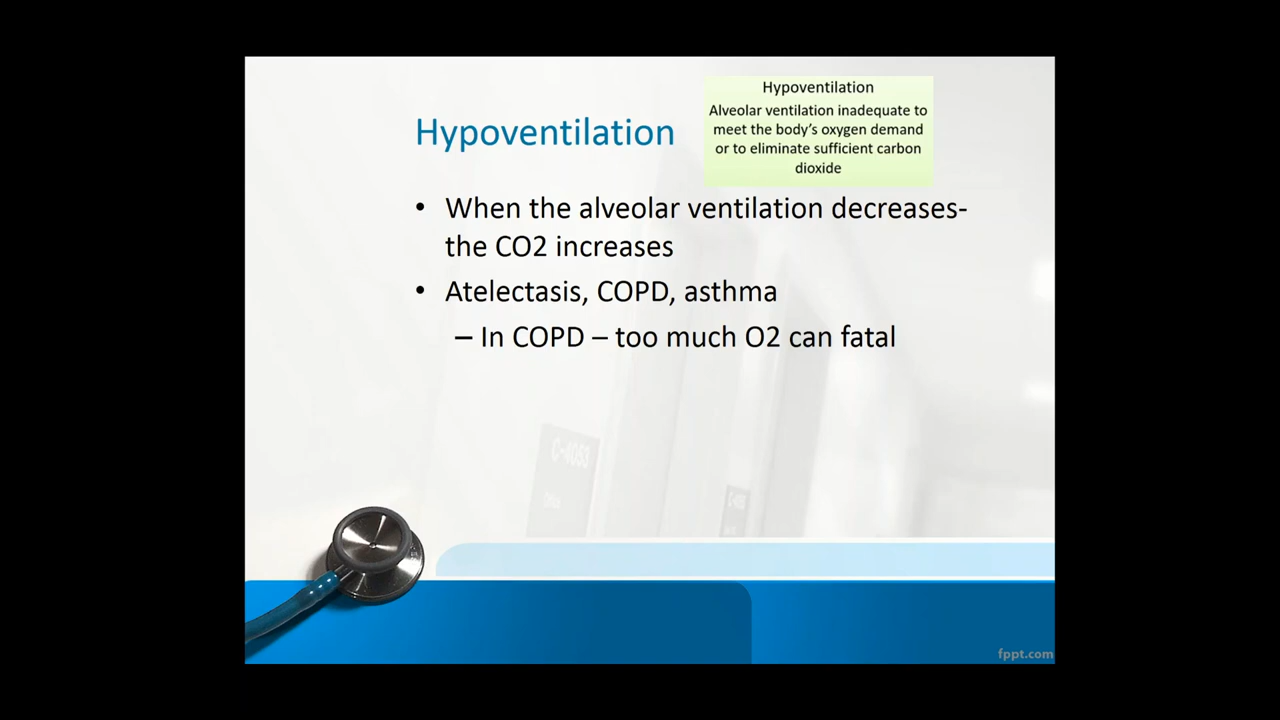 Hypoventilation
Hypoventilation
Alveolar ventilation inadequate to
meet the body's oxygen demand
or to eliminate sufficient carbon
dioxide
• When the alveolar ventilation decreases-
the CO2 increases
• Atelectasis, COPD, asthma
– In COPD – too much O2 can fatal
C-4053
fppt.com